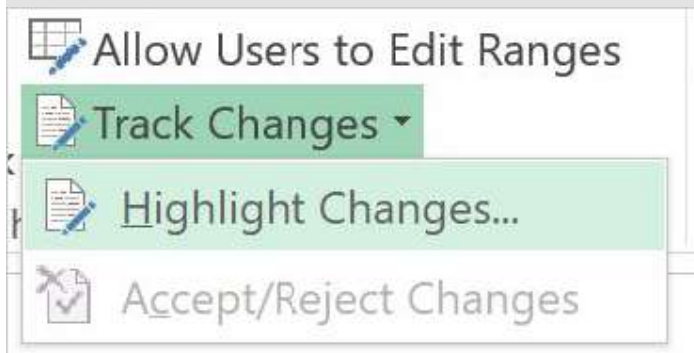 Allow Users to Edit Ranges
Track Changes
Highlight Changes...
Accept/Reject Changes